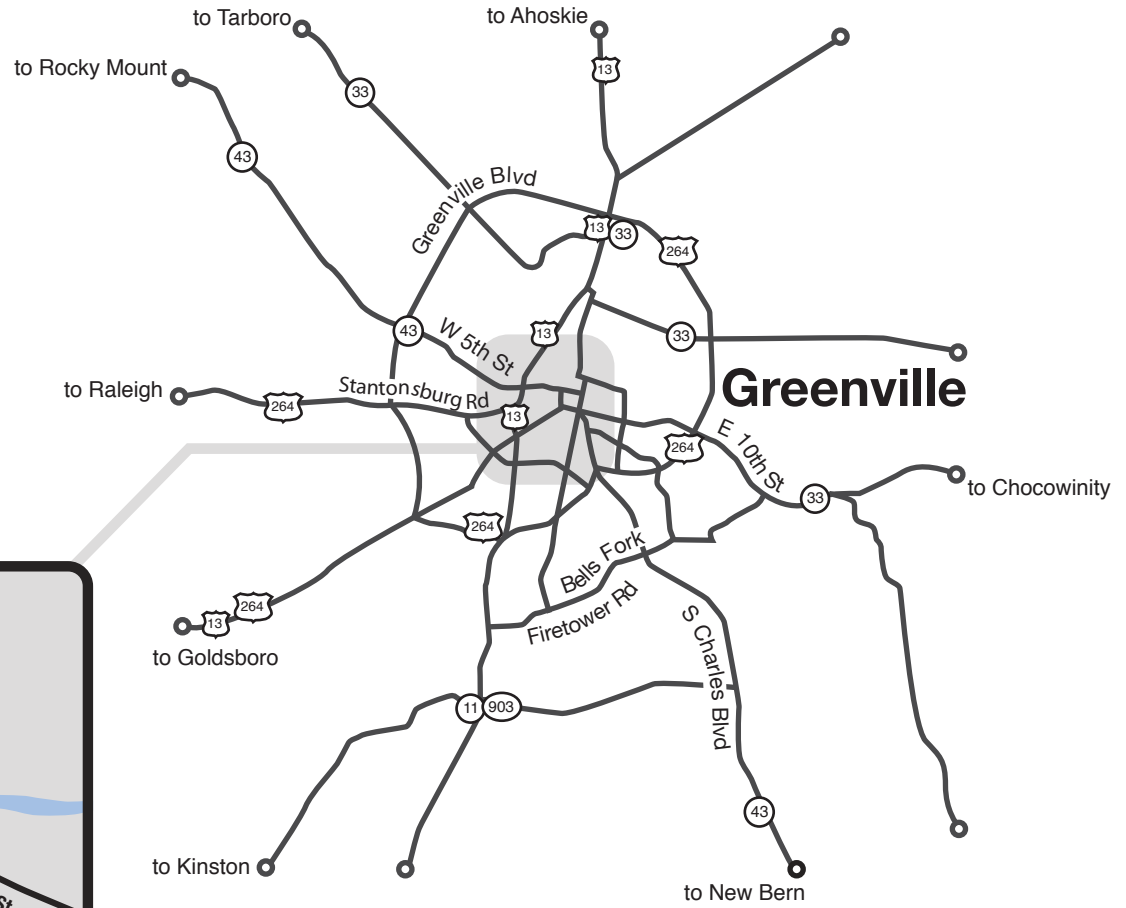 to Tarboro
to Ahoskie
to Rocky Mount
13
33
43
Greenville Blvd
13
33
264
43
W 5th St
13
33
to Raleigh
264
Stantonsburg Rd
13
Greenville
E 10th St
264
33
to Chocowinity
264
Bells Fork
Firetower Rd
264
13
to Goldsboro
S Charles Blvd
11
903
43
to Kinston
to New Bern
St